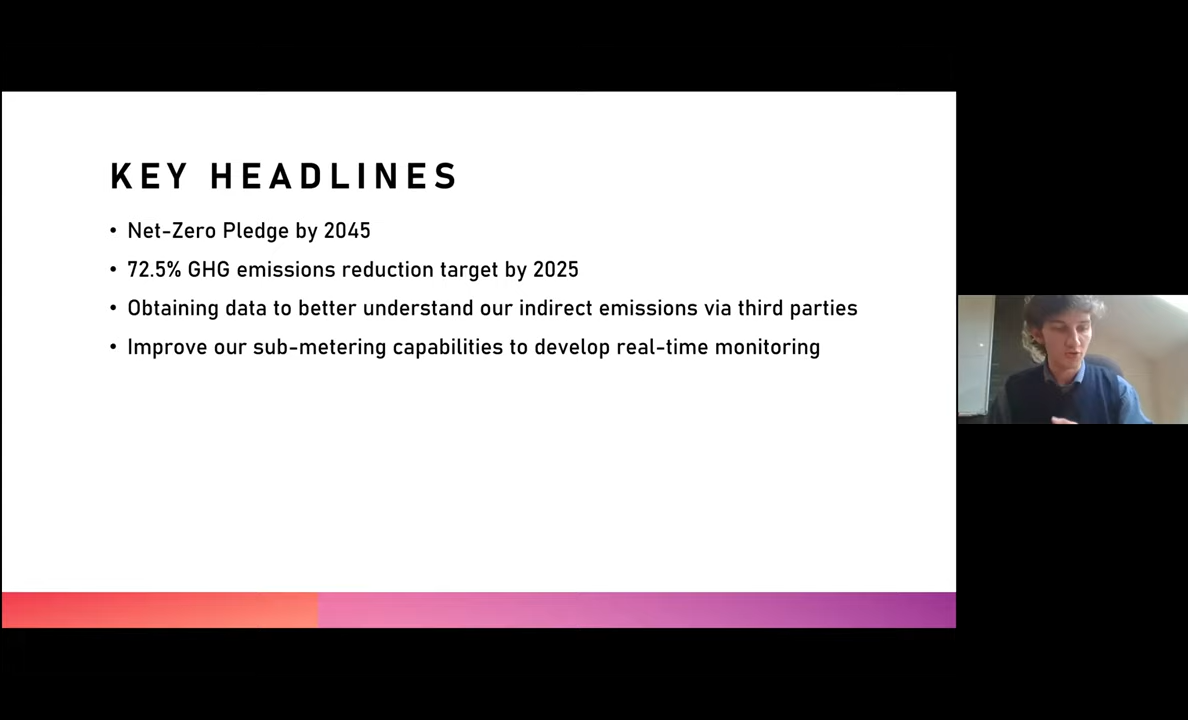 KEY HEADLINES
• Net-Zero Pledge by 2045
• 72.5% GHG emissions reduction target by 2025
• Obtaining data to better understand our indirect emissions via third parties
• Improve our sub-metering capabilities to develop real-time monitoring